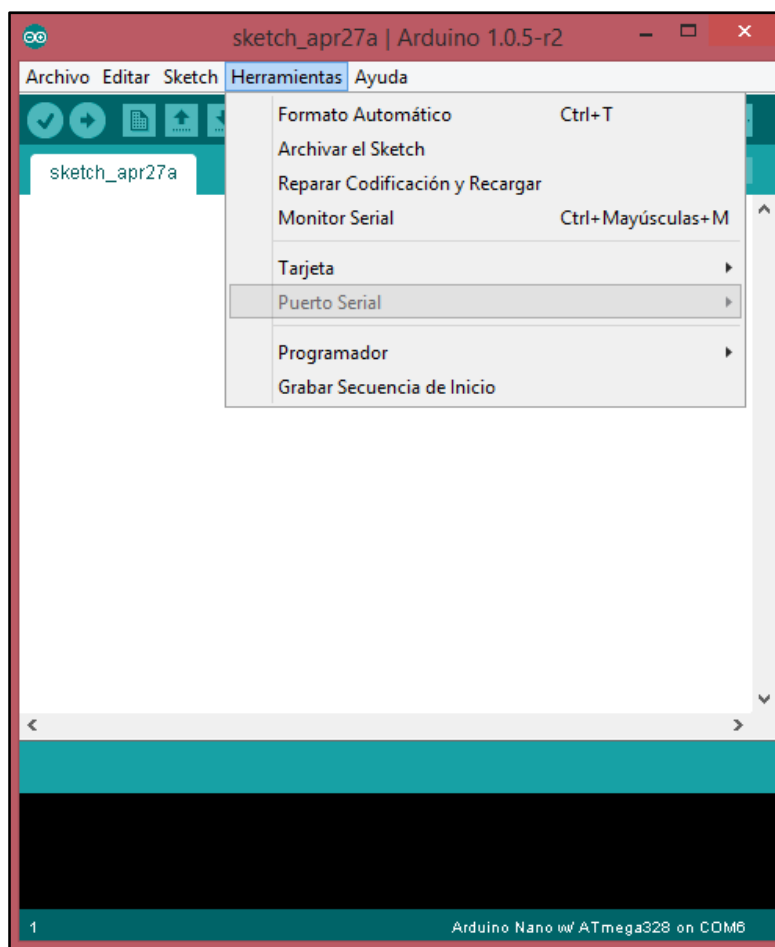 sketch_apr27a | Arduino 1.0.5-r2
Archivo Editar Sketch Herramientas Ayuda
sketch_apr27a
Formato Automático Ctrl+T
Archivar el Sketch
Reparar Codificación y Recargar
Monitor Serial Ctrl+Mayúsculas+M
Tarjeta
Puerto Serial
Programador
Grabar Secuencia de Inicio
1 Arduino Nano w/ ATmega328 on COM6